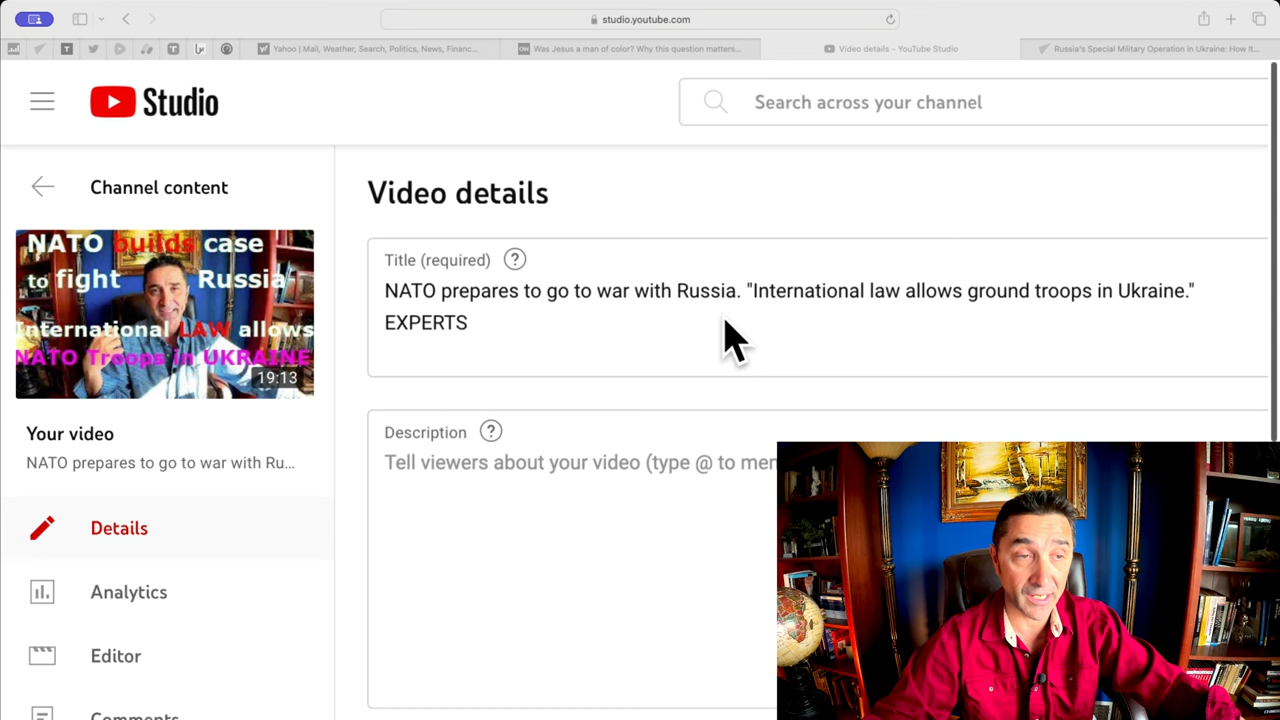 studio.youtube.com
Yahoo | Mail, Weather, Search, Politics, News, Financ...
Was Jesus a man of color? Why this question matters...
Video details - YouTube Studio
Russia's Special Military Operation in Ukraine: How It...
Studio
Search across your channel
Channel content
Video details
NATO builds case
to fight Russia
International LAW allows
NATO Troops in UKRAINE
19:13
Title (required)
NATO prepares to go to war with Russia. "International law allows ground troops in Ukraine."
EXPERTS
Your video
NATO prepares to go to war with Ru...
Description
Tell viewers about your video (type @ to men
Details
Analytics
Editor
Comments